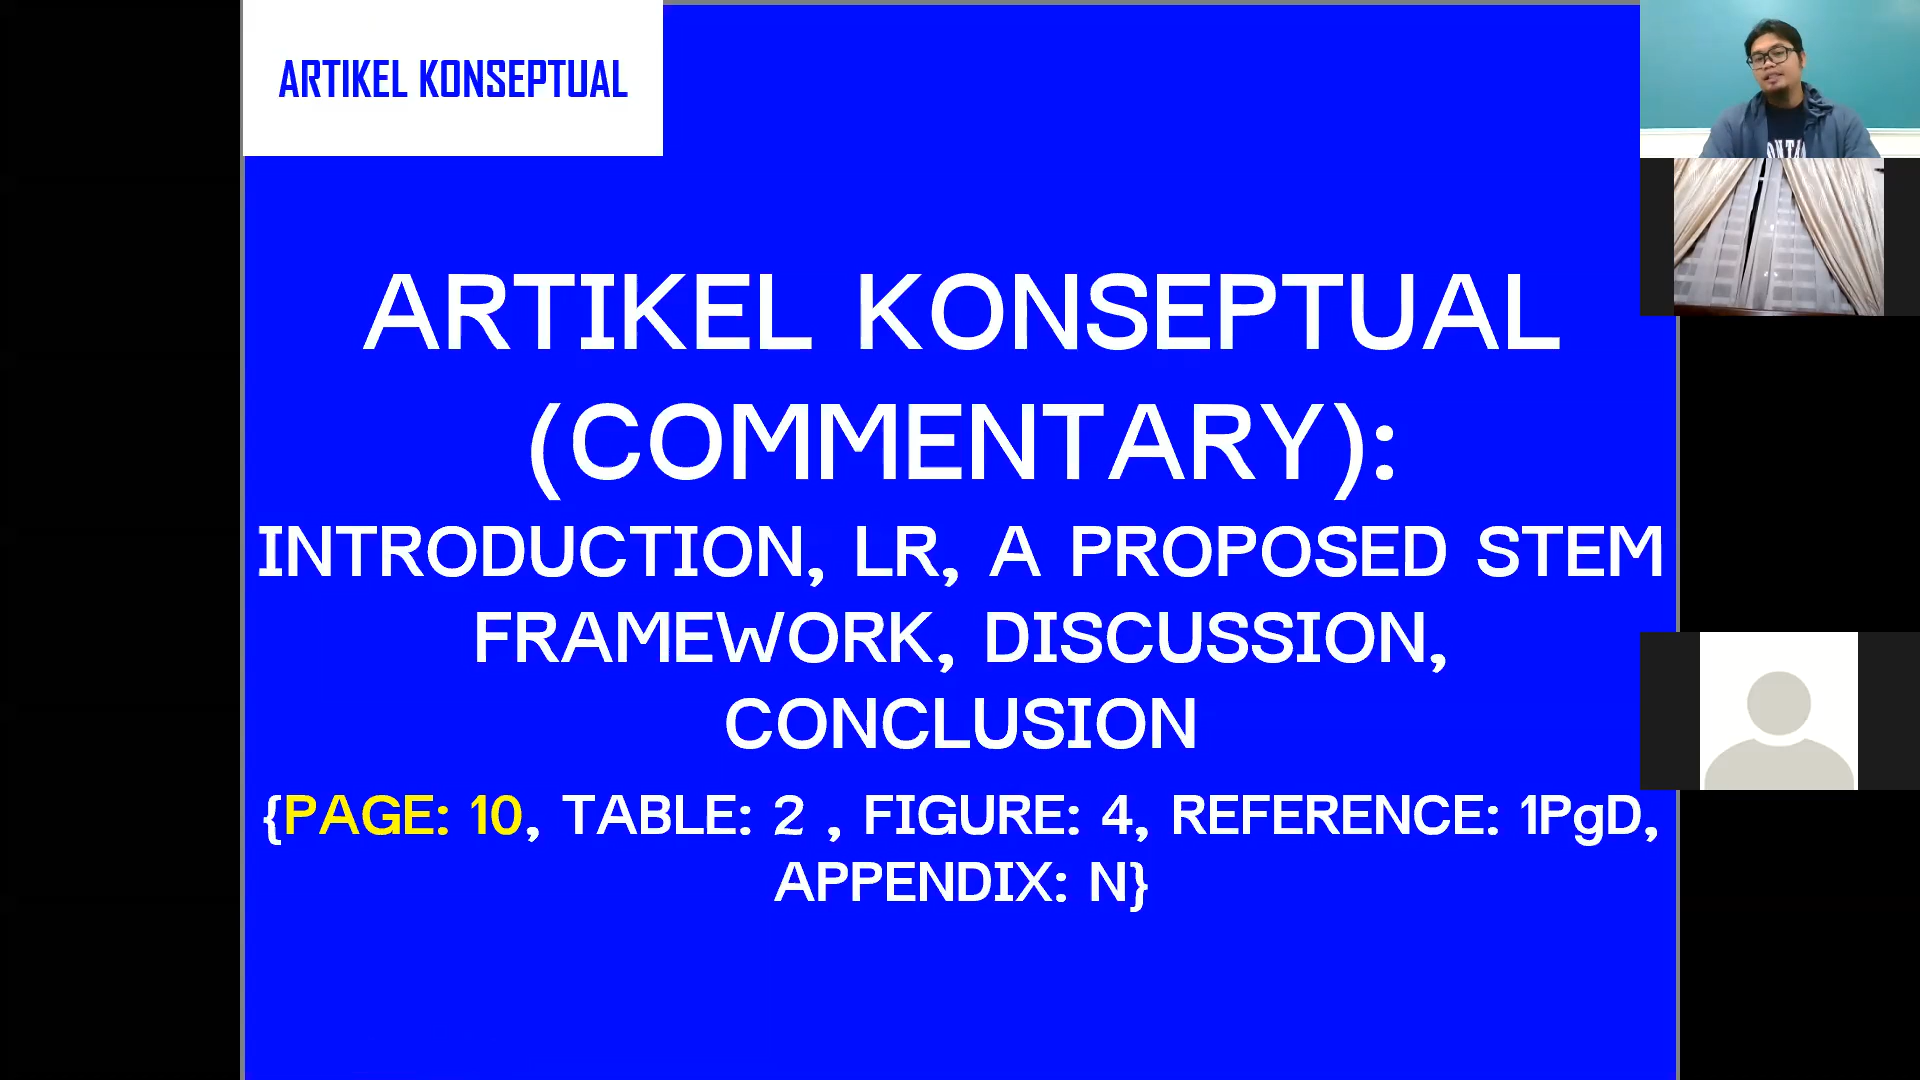 ARTIKEL KONSEPTUAL
ARTIKEL KONSEPTUAL
(COMMENTARY):
INTRODUCTION, LR, A PROPOSED STEM
FRAMEWORK, DISCUSSION,
CONCLUSION
{PAGE: 10, TABLE: 2 , FIGURE: 4, REFERENCE: 1PgD,
APPENDIX: N}